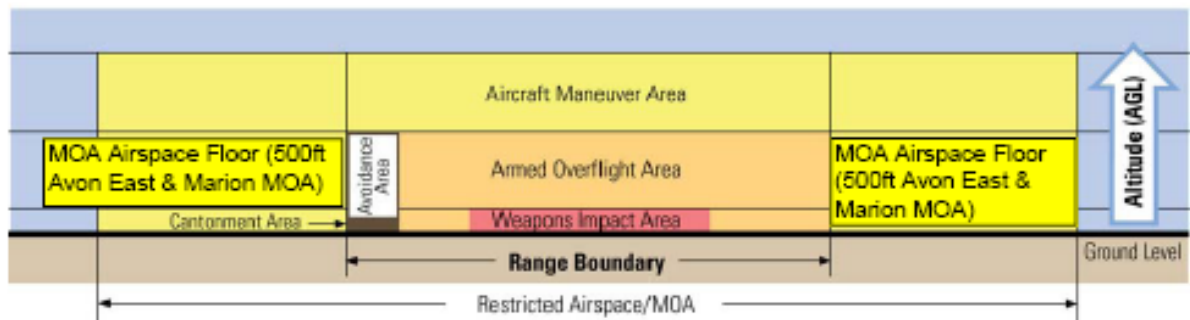 Aircraft Maneuver Area
MOA Airspace Floor (500ft
Avon East & Marion MOA)
Avoidance
Area
Armed Overflight Area
MOA Airspace Floor
(500ft Avon East &
Marion MOA)
Altitude (AGL)
Cantonment Area
Weapons Impact Area
Ground Level
Range Boundary
Restricted Airspace/MOA